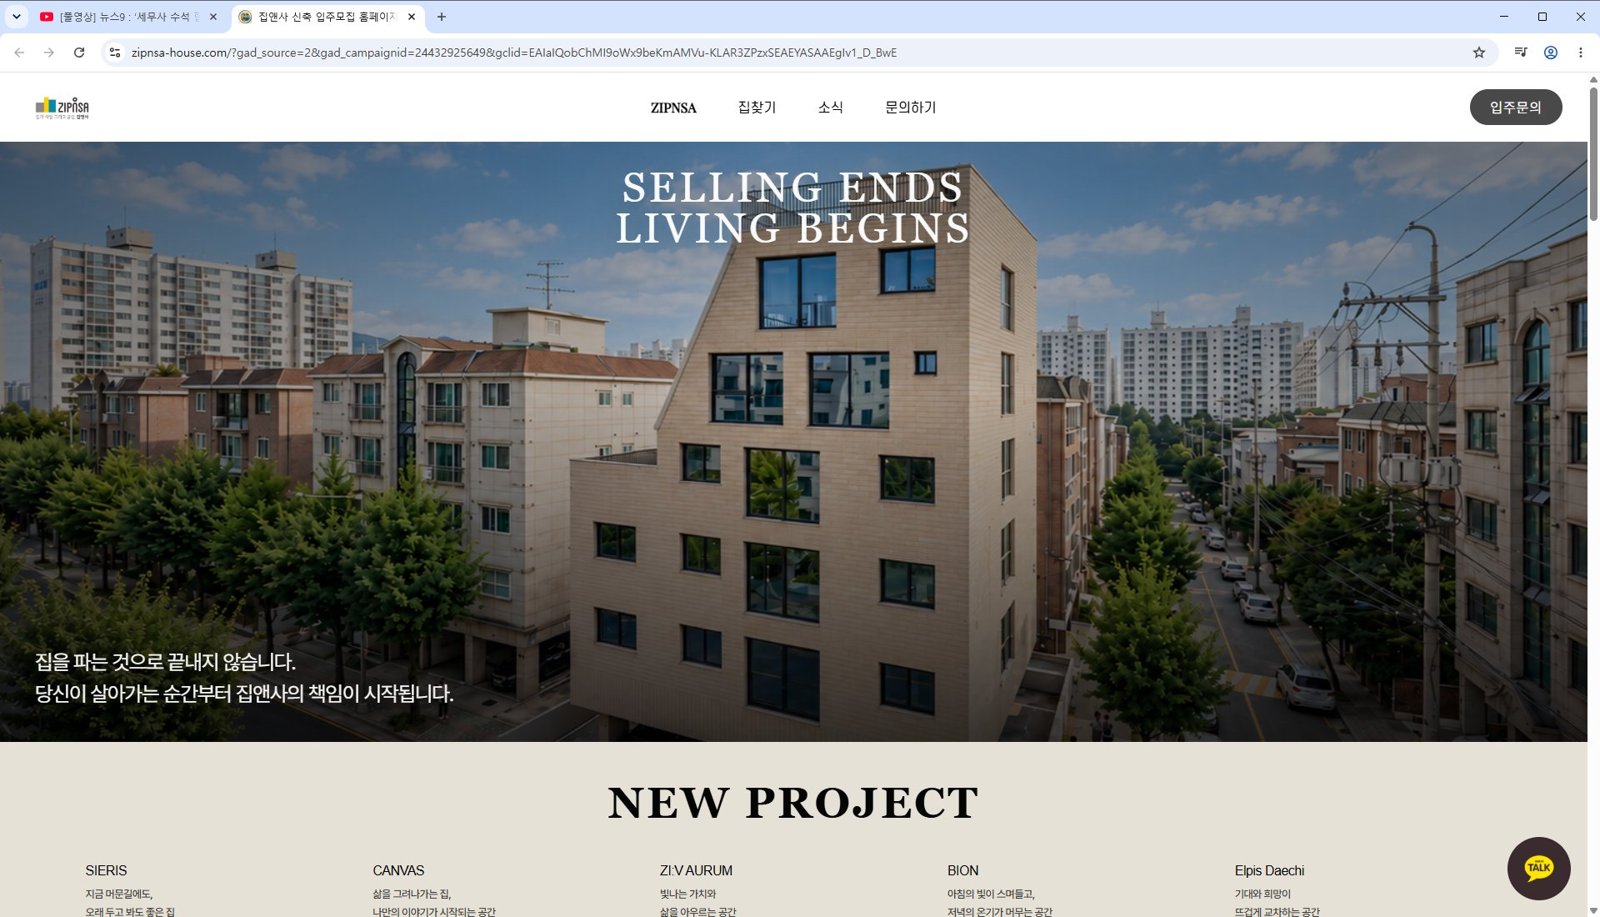 [풀영상] 뉴스9 : '세무사 수석
집앤사 신축 입주모집 홈페이지
zipnsa-house.com/?gad_source=2&gad_campaignid=24432925649&gclid=EAIaIQobChMI9oWx9beKmAMVu-KLAR3ZPzxSEAEYASAAEgIv1_D_BwE
ZIPNSA
ZIPNSA
집찾기
소식
문의하기
입주문의
SELLING ENDS
LIVING BEGINS
집을 파는 것으로 끝내지 않습니다.
당신이 살아가는 순간부터 집앤사의 책임이 시작됩니다.
NEW PROJECT
SIERIS
지금 머문길에도,
오래 두고 봐도 좋은 집
CANVAS
삶을 그려나가는 집,
나만의 이야기가 시작되는 공간
ZI:V AURUM
빛나는 가치와
삶을 아우르는 공간
BION
아침의 빛이 스며들고,
저녁의 온기가 머무는 공간
Elpis Daechi
기대와 희망이
뜨겁게 교차하는 공간
TALK